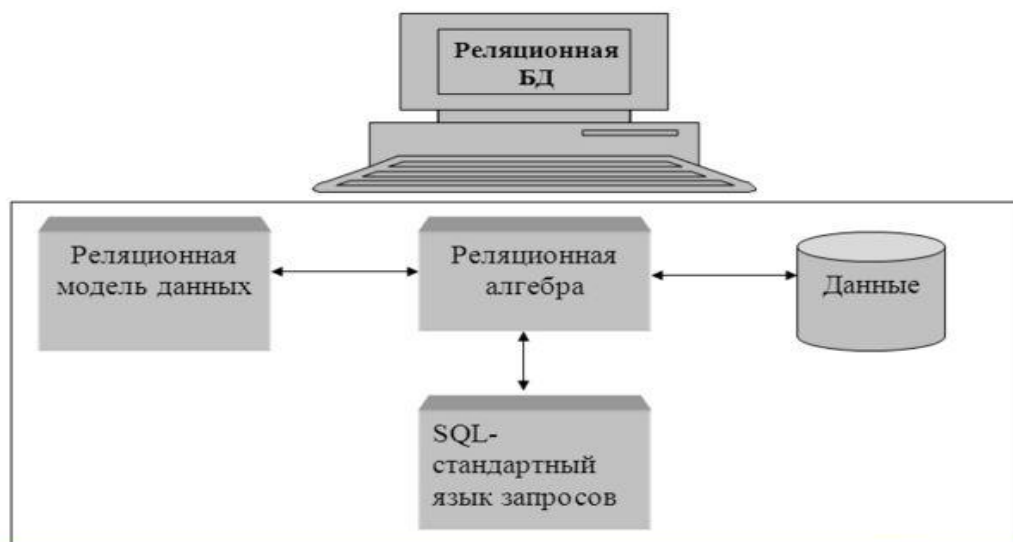 Реляционная
БД
Реляционная
модель данных
Реляционная
алгебра
Данные
SQL-
стандартный
язык запросов